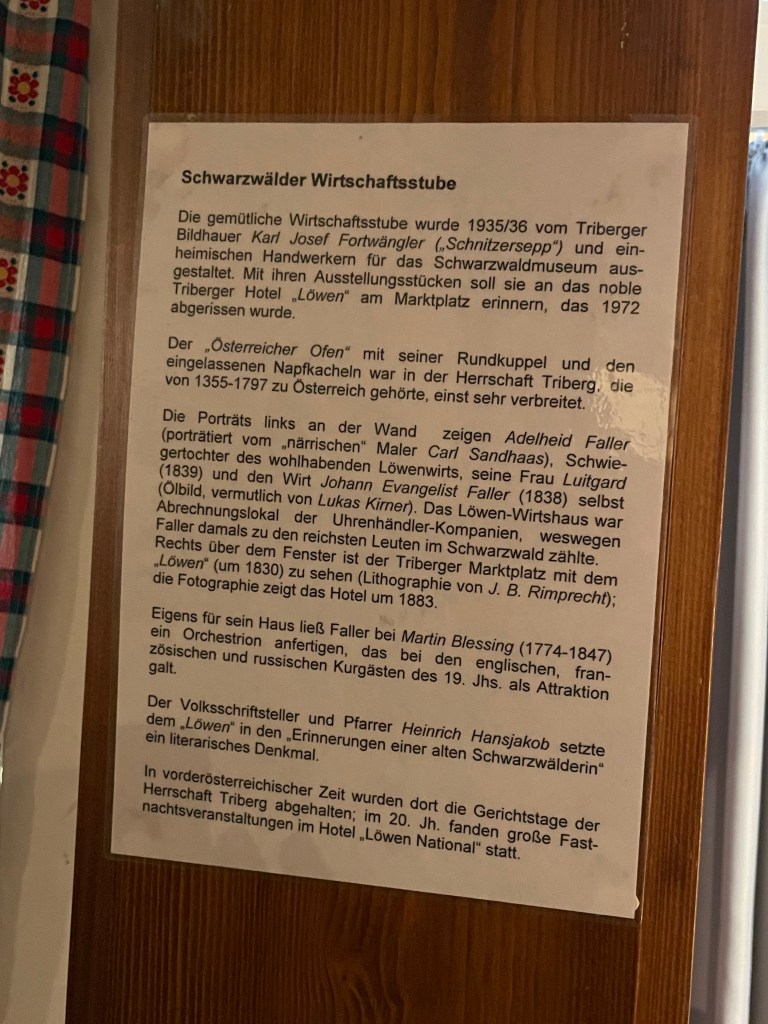 Schwarzwälder Wirtschaftsstube
Die gemütliche Wirtschaftsstube wurde 1935/36 vom Triberger
Bildhauer Karl Josef Fortwängler („Schnitzersepp“) und ein-
heimischen Handwerkern für das Schwarzwaldmuseum aus-
gestaltet. Mit ihren Ausstellungsstücken soll sie an das noble
Triberger Hotel „Löwen“ am Marktplatz erinnern, das 1972
abgerissen wurde.
Der „Österreicher Ofen“ mit seiner Rundkuppel und den
eingelassenen Napfkacheln war in der Herrschaft Triberg, die
von 1355-1797 zu Österreich gehörte, einst sehr verbreitet.
Die Porträts links an der Wand zeigen Adelheid Faller
(porträtiert vom „närrischen“ Maler Carl Sandhaas), Schwie-
gertochter des wohlhabenden Löwenwirts, seine Frau Luitgard
(1839) und den Wirt Johann Evangelist Faller (1838) selbst
(Ölbild, vermutlich von Lukas Kirner). Das Löwen-Wirtshaus war
Abrechnungslokal der Uhrenhändler-Kompanien, weswegen
Faller damals zu den reichsten Leuten im Schwarzwald zählte.
Rechts über dem Fenster ist der Triberger Marktplatz mit dem
„Löwen“ (um 1830) zu sehen (Lithographie von J. B. Rimprecht);
die Fotographie zeigt das Hotel um 1883.
Eigens für sein Haus ließ Faller bei Martin Blessing (1774-1847)
ein Orchestrion anfertigen, das bei den englischen, fran-
zösischen und russischen Kurgästen des 19. Jhs. als Attraktion
galt.
Der Volksschriftsteller und Pfarrer Heinrich Hansjakob setzte
dem „Löwen“ in den „Erinnerungen einer alten Schwarzwälderin“
ein literarisches Denkmal.
In vorderösterreichischer Zeit wurden dort die Gerichtstage der
Herrschaft Triberg abgehalten; im 20. Jh. fanden große Fast-
nachtsveranstaltungen im Hotel „Löwen National“ statt.